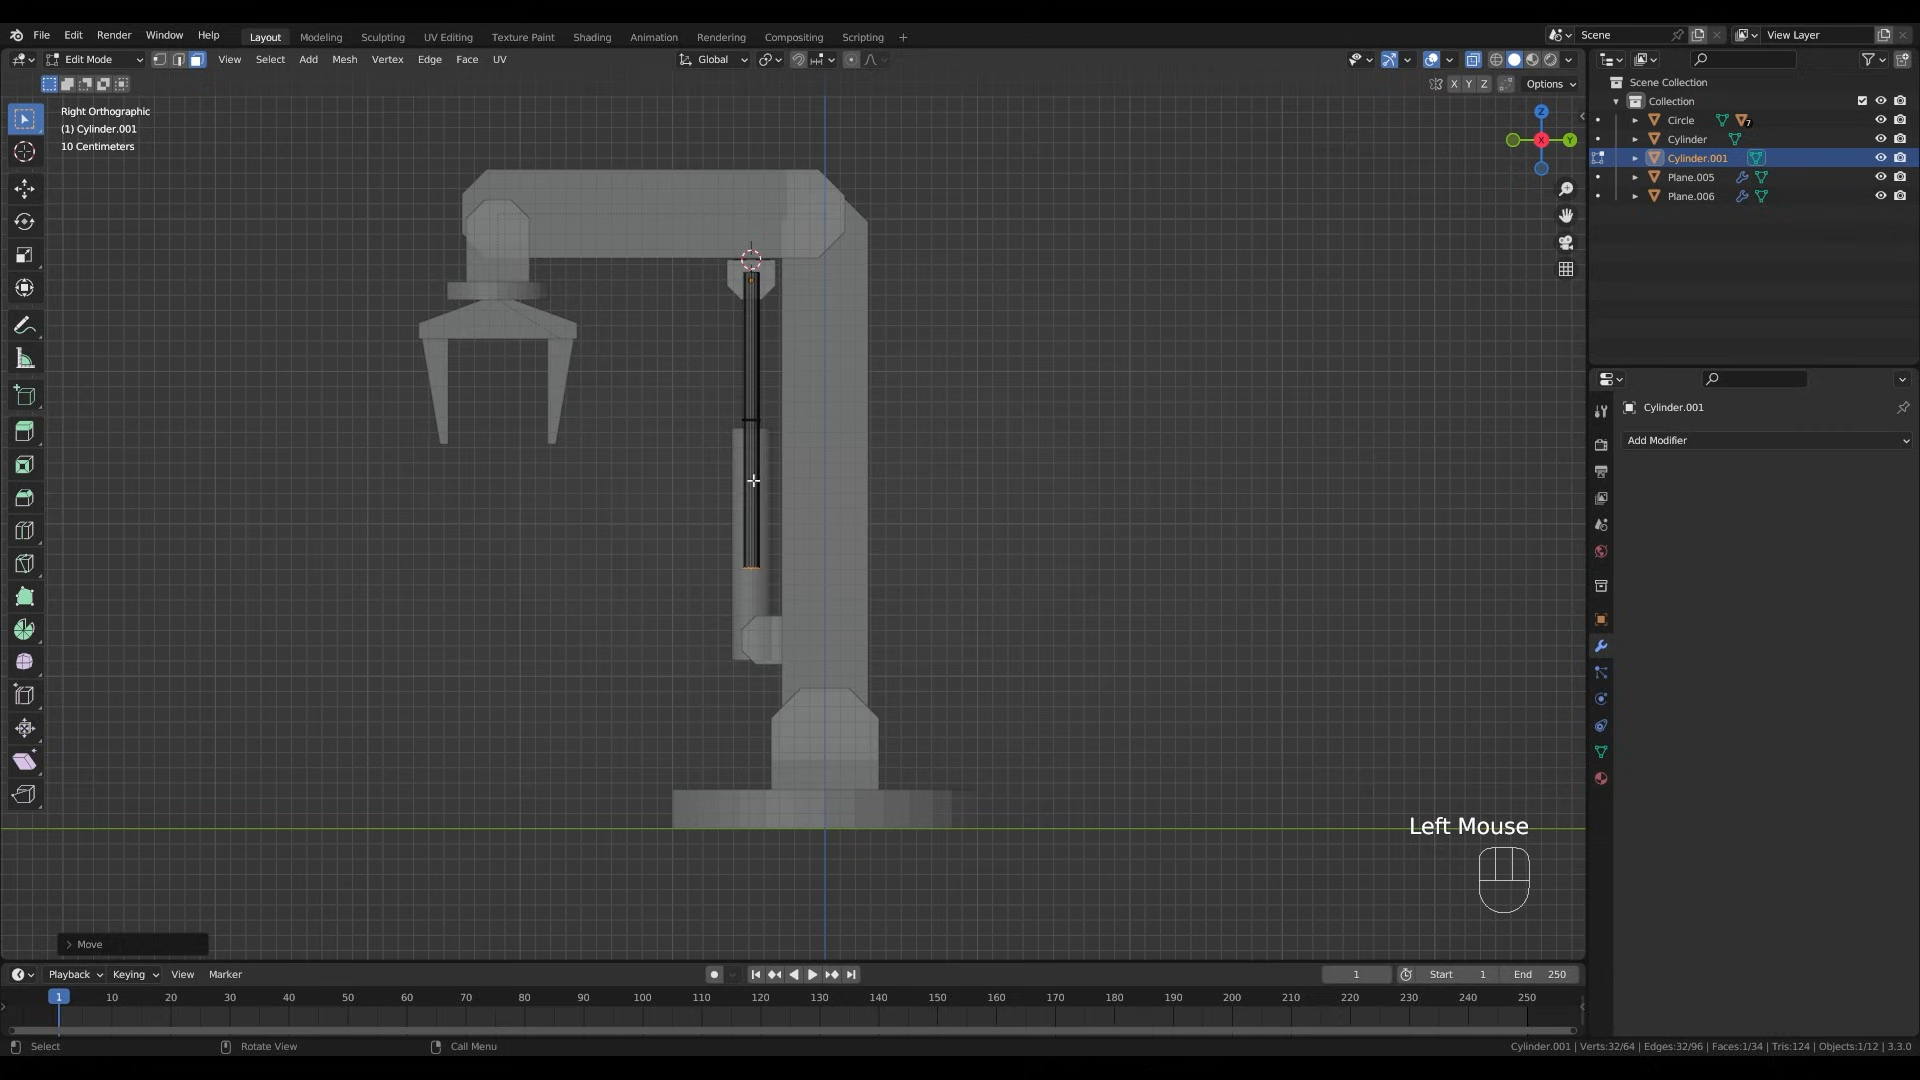 File Edit Render Window Help Layout Modeling Sculpting UV Editing Texture Paint Shading Animation Rendering Compositing Scripting + Scene View Layer
Edit Mode View Select Add Mesh Vertex Edge Face UV Global
X Y Z Options
Right Orthographic
(1) Cylinder.001
10 Centimeters
Z
X
Y
Scene Collection
Collection
Circle 7
Cylinder
Cylinder.001
Plane.005
Plane.006
Cylinder.001
Add Modifier
Left Mouse
Move
Playback Keying View Marker 1 Start 1 End 250
1 10 20 30 40 50 60 70 80 90 100 110 120 130 140 150 160 170 180 190 200 210 220 230 240 250
Select Rotate View Call Menu Cylinder.001 | Verts:32/64 | Edges:32/96 | Faces:1/34 | Tris:124 | Objects:1/12 | 3.3.0